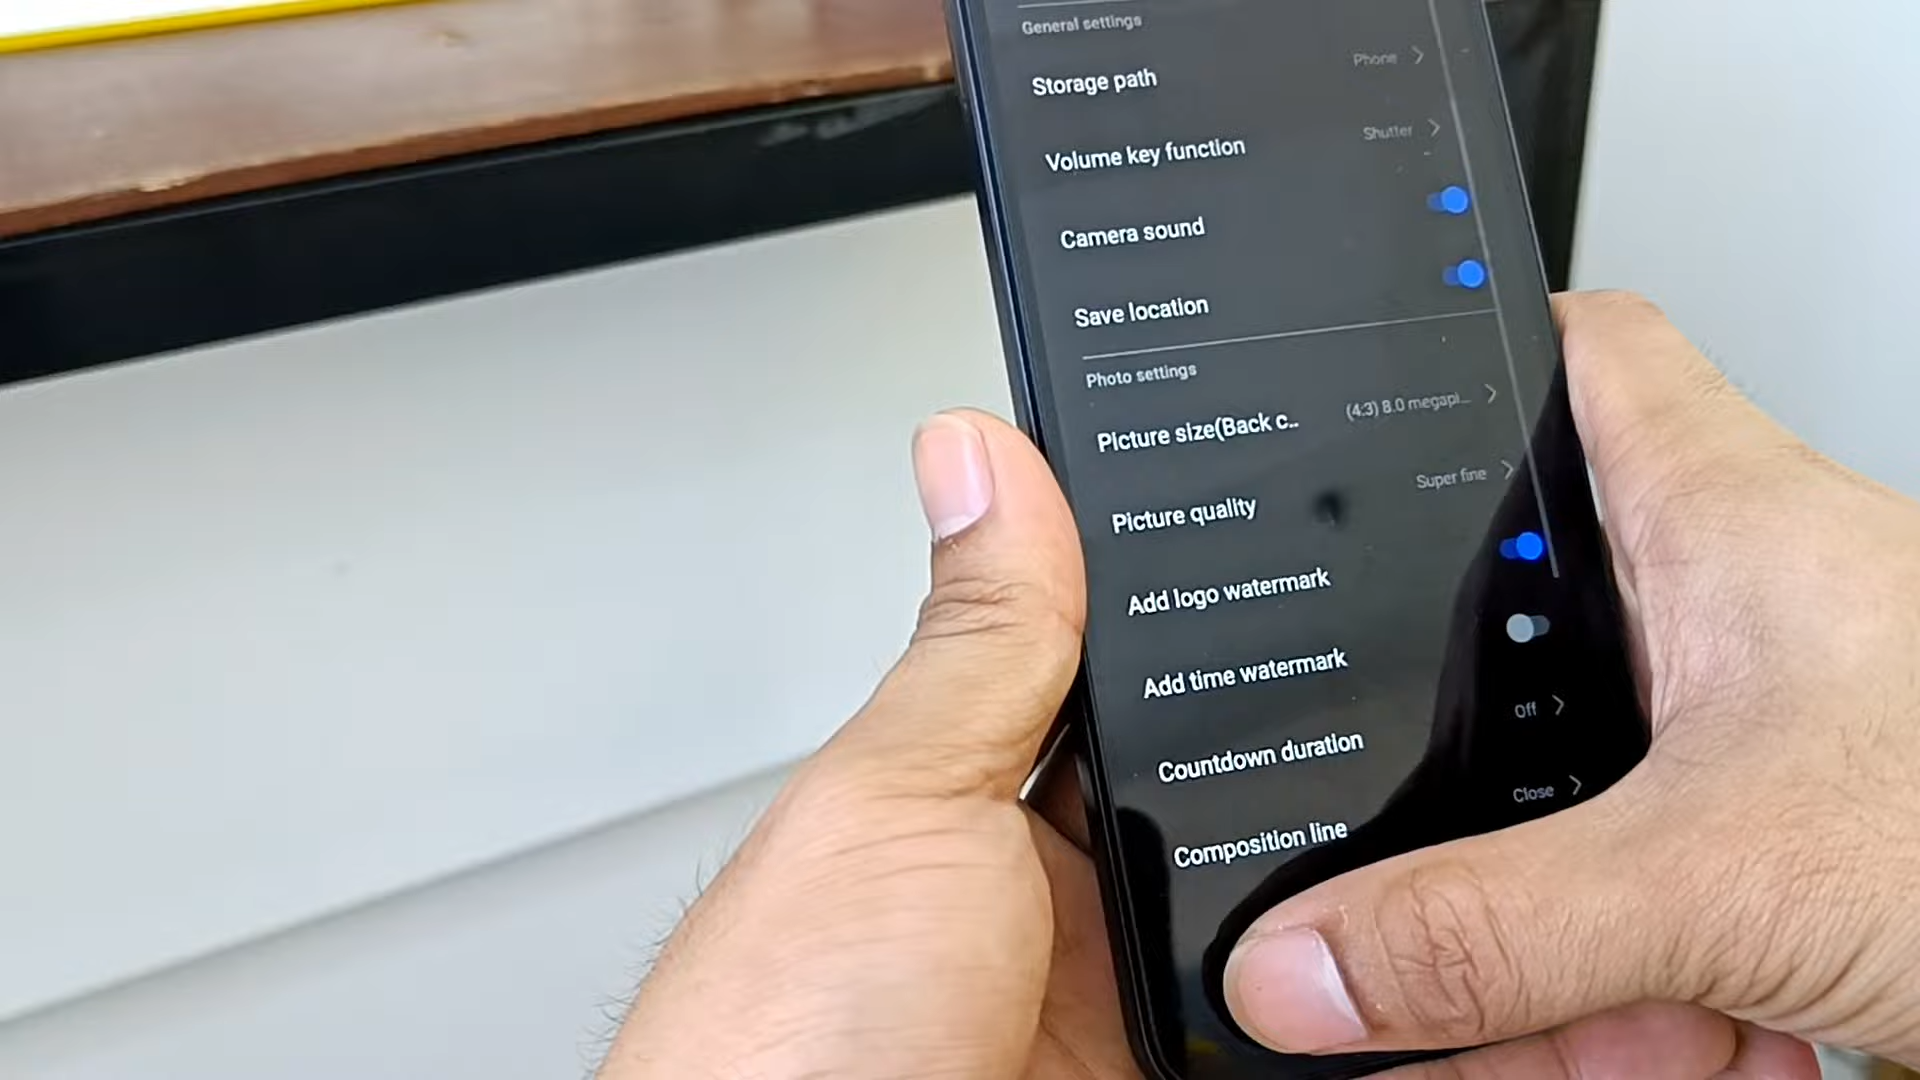 General settings
Storage path
Phone
Volume key function
Shutter
Camera sound
Save location
Photo settings
Picture size(Back c..
(4:3) 8.0 megapi...
Picture quality
Super fine
Add logo watermark
Add time watermark
Countdown duration
Off
Composition line
Close